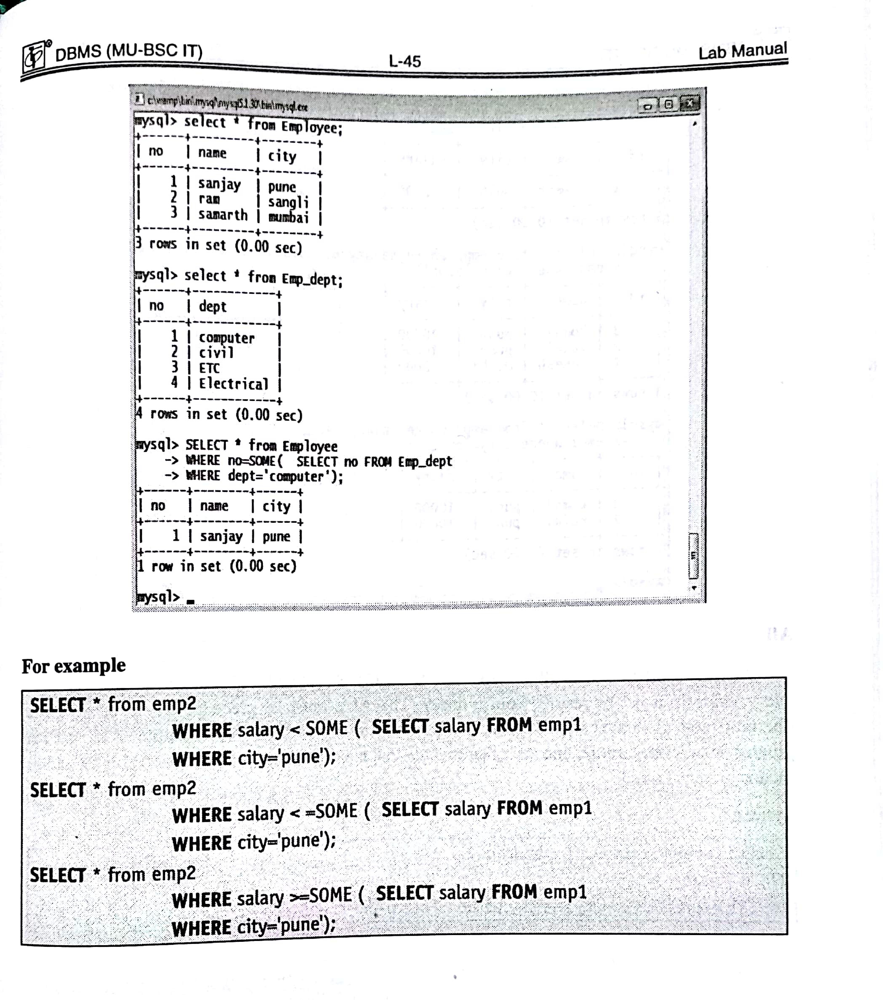 DBMS (MU-BSC IT)
L-45
Lab Manual
c:\wamp\bin\mysql\mysql5.1.30\bin\mysql.exe
mysql> select * from Employee;
+------+---------+--------+
| no | name | city |
+------+---------+--------+
| 1 | sanjay | pune |
| 2 | ram | sangli |
| 3 | samarth | mumbai |
+------+---------+--------+
3 rows in set (0.00 sec)
mysql> select * from Emp_dept;
+------+------------+
| no | dept |
+------+------------+
| 1 | computer |
| 2 | civil |
| 3 | ETC |
| 4 | Electrical |
+------+------------+
4 rows in set (0.00 sec)
mysql> SELECT * from Employee
-> WHERE no=SOME( SELECT no FROM Emp_dept
-> WHERE dept='computer');
+------+--------+------+
| no | name | city |
+------+--------+------+
| 1 | sanjay | pune |
+------+--------+------+
1 row in set (0.00 sec)
mysql> _
For example
SELECT * from emp2
WHERE salary < SOME ( SELECT salary FROM emp1
WHERE city='pune');
SELECT * from emp2
WHERE salary < =SOME ( SELECT salary FROM emp1
WHERE city='pune');
SELECT * from emp2
WHERE salary >=SOME ( SELECT salary FROM emp1
WHERE city='pune');